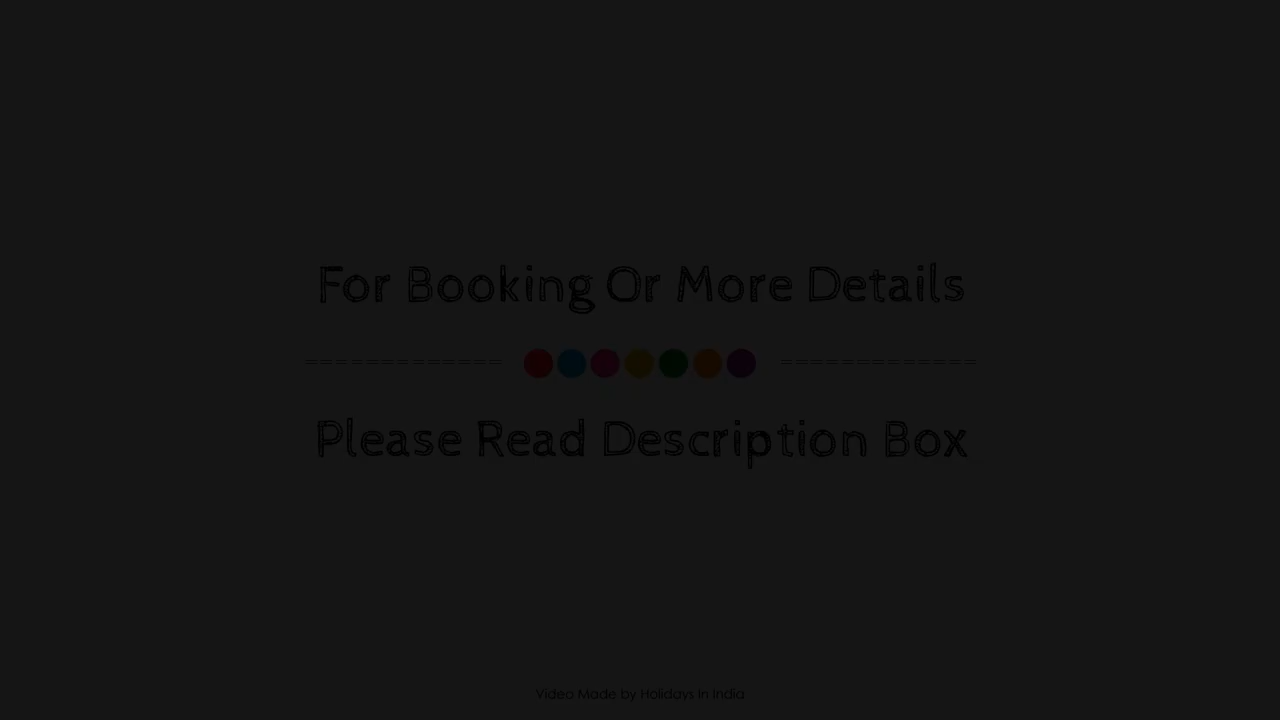 For Booking Or More Details
============= =============
Please Read Description Box
Video Made by Holidays In India